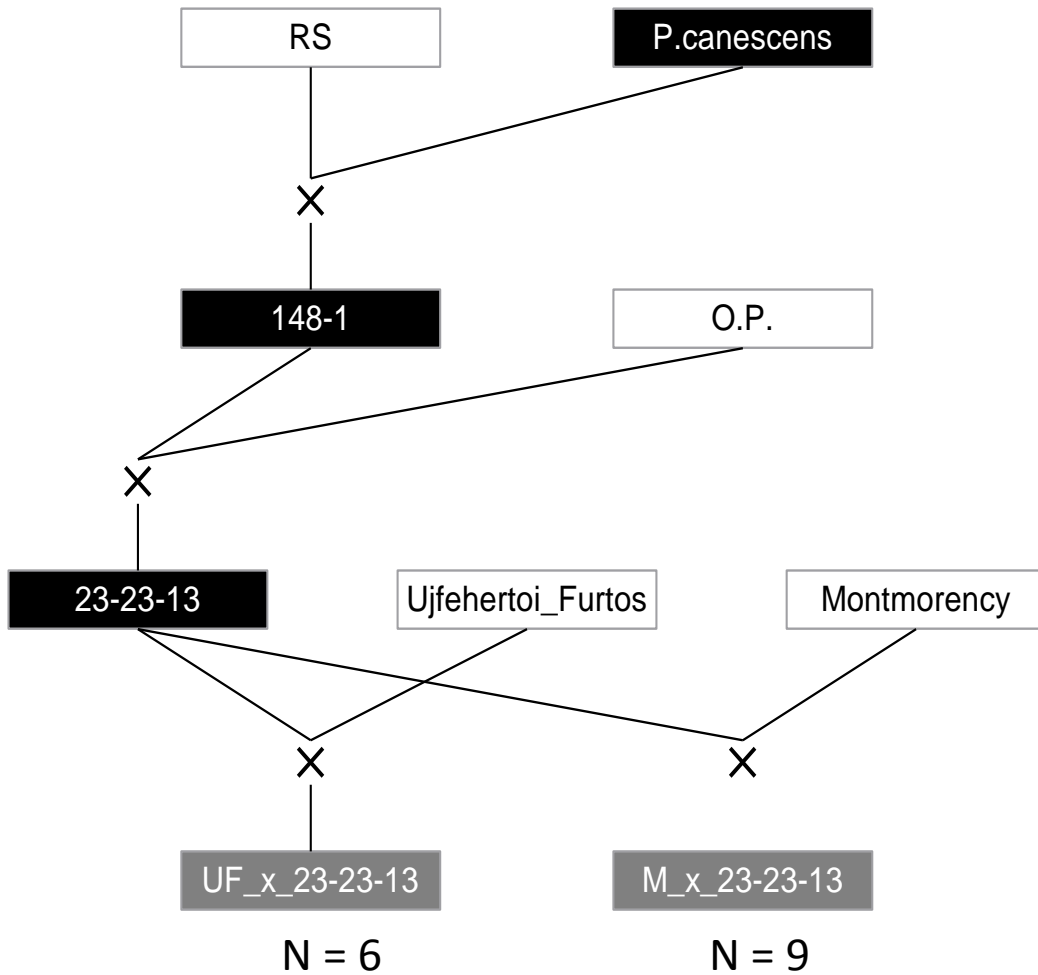 RS
P.canescens
148-1
O.P.
23-23-13
Ujfehertoi_Furtos
Montmorency
UF_x_23-23-13
M_x_23-23-13
N = 6
N = 9